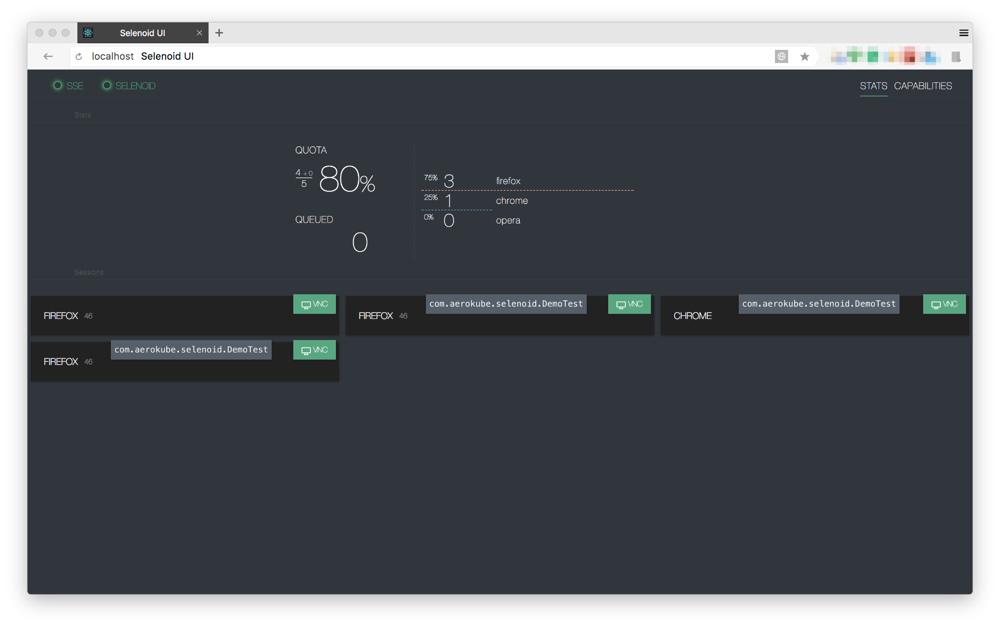 Selenoid UI
localhost Selenoid UI
SSE SELENOID STATS CAPABILITIES
Stats
QUOTA
4 + 0
5
80%
QUEUED
0
75% 3 firefox
25% 1 chrome
0% 0 opera
Sessions
FIREFOX 46 VNC
FIREFOX 46 com.aerokube.selenoid.DemoTest VNC
CHROME com.aerokube.selenoid.DemoTest VNC
FIREFOX 46 com.aerokube.selenoid.DemoTest VNC